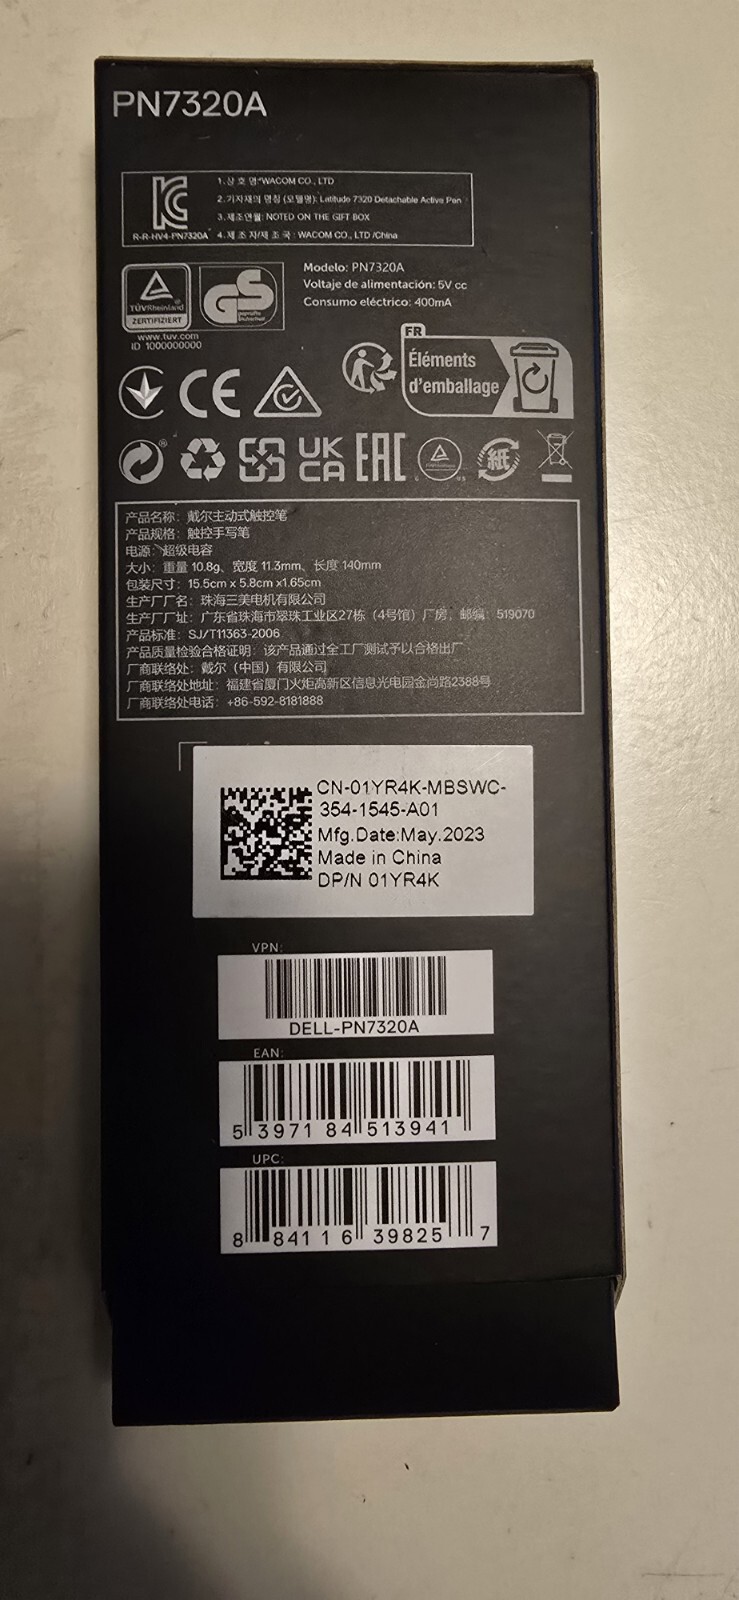 PN7320A
1.상 호 명:WACOM CO., LTD
2.기자재의 명칭 (모델명): Latitude 7320 Detachable Active Pen
3.제조연월: NOTED ON THE GIFT BOX
R-R-HV4-PN7320A
4.제 조 자/제 조 국 : WACOM CO., LTD /China
TÜVRheinland
ZERTIFIZIERT
GS
geprüfte
Sicherheit
www.tuv.com
ID 1000000000
Modelo: PN7320A
Voltaje de alimentación: 5V cc
Consumo eléctrico: 400mA
FR
Éléments
d'emballage
CE
UK
CA
EAC
紙
产品名称：戴尔主动式触控笔
产品规格：触控手写笔
电源：超级电容
大小：重量 10.8g、宽度 11.3mm、长度 140mm
包装尺寸：15.5cm x 5.8cm x1.65cm
生产厂厂名：珠海三美电机有限公司
生产厂厂址：广东省珠海市翠珠工业区27栋（4号馆）厂房，邮编：519070
产品标准：SJ/T11363-2006
产品质量检验合格证明：该产品通过全工厂测试予以合格出厂
厂商联络处：戴尔（中国）有限公司
厂商联络处地址：福建省厦门火炬高新区信息光电园金尚路2388号
厂商联络处电话：+86-592-8181888
CN-01YR4K-MBSWC-
354-1545-A01
Mfg.Date:May.2023
Made in China
DP/N 01YR4K
VPN:
DELL-PN7320A
EAN:
5 397184 513941
UPC:
8 84116 39825 7